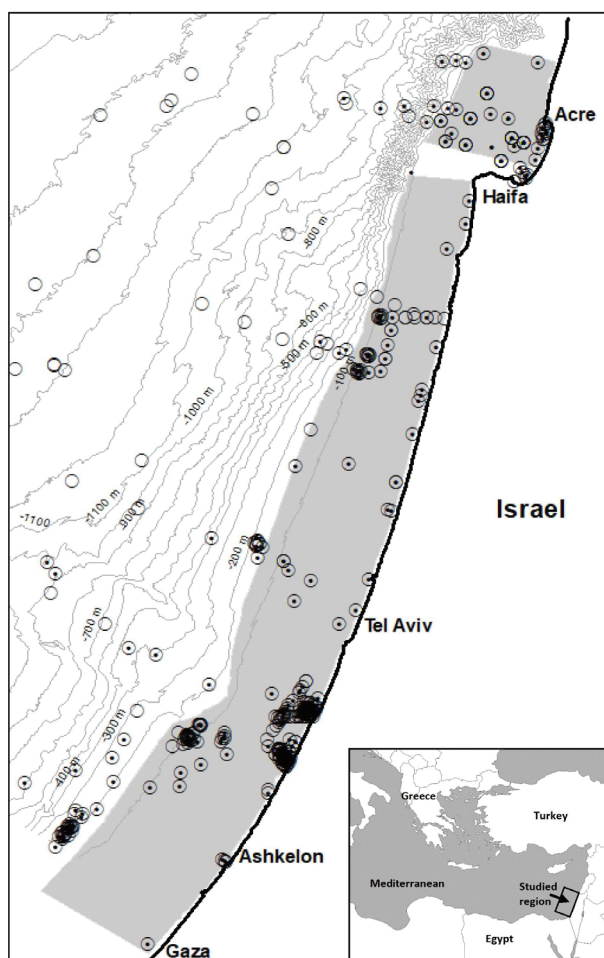 Acre
Haifa
-800 m
-600 m
-500 m
-100 m
-1000 m
-1100
-1100 m
-900 m
-200 m
Israel
-700 m
Tel Aviv
-300 m
-400 m
Ashkelon
Gaza
Greece
Turkey
Mediterranean
Studied
region
Egypt